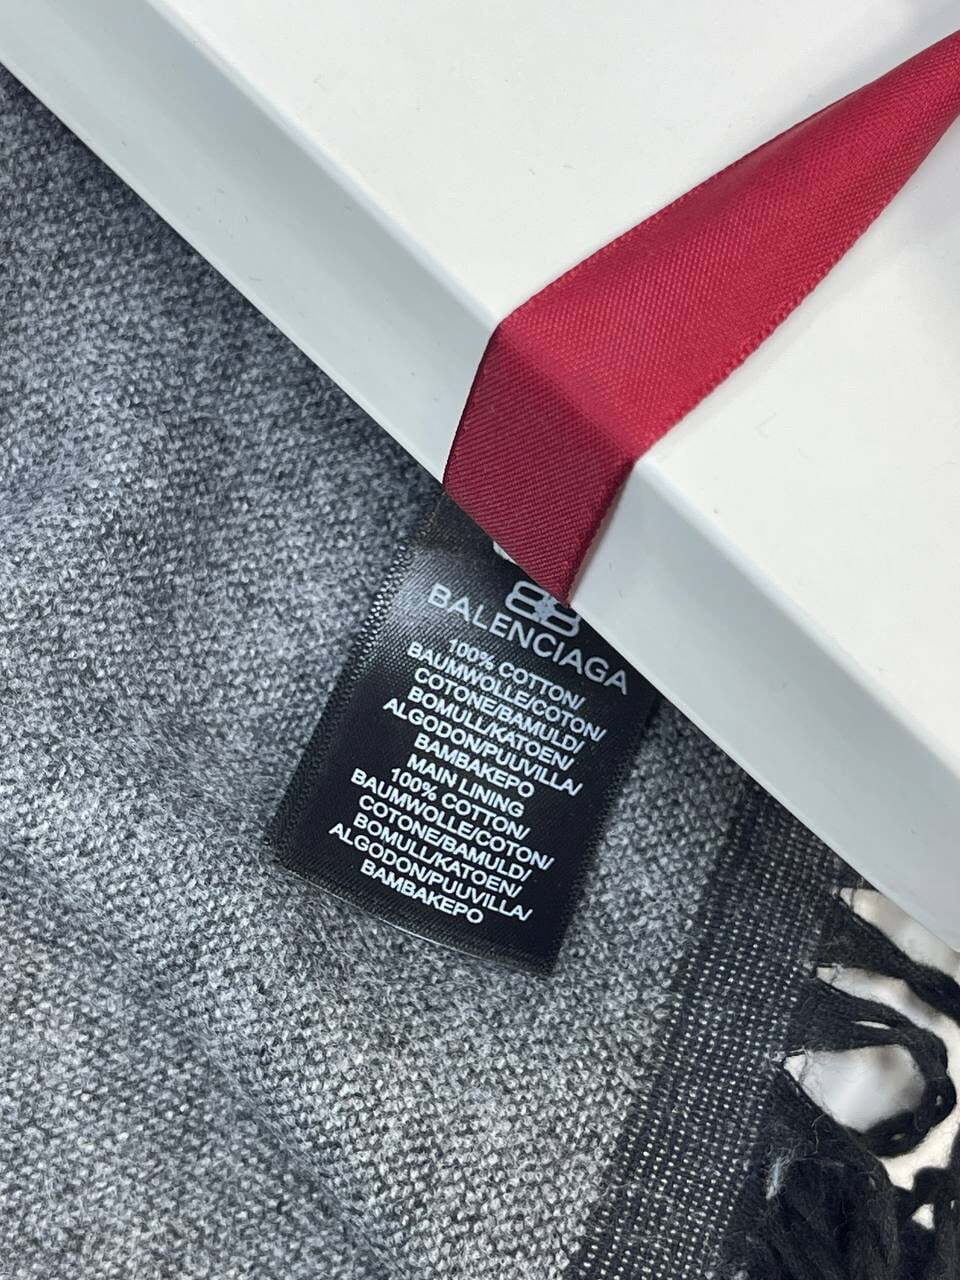 BALENCIAGA
100% COTTON/
BAUMWOLLE/COTON/
COTONE/BAMULD/
BOMULL/KATOEN/
ALGODON/PUUVILLA/
BAMBAKEPO
MAIN LINING
100% COTTON/
BAUMWOLLE/COTON/
COTONE/BAMULD/
BOMULL/KATOEN/
ALGODON/PUUVILLA/
BAMBAKEPO